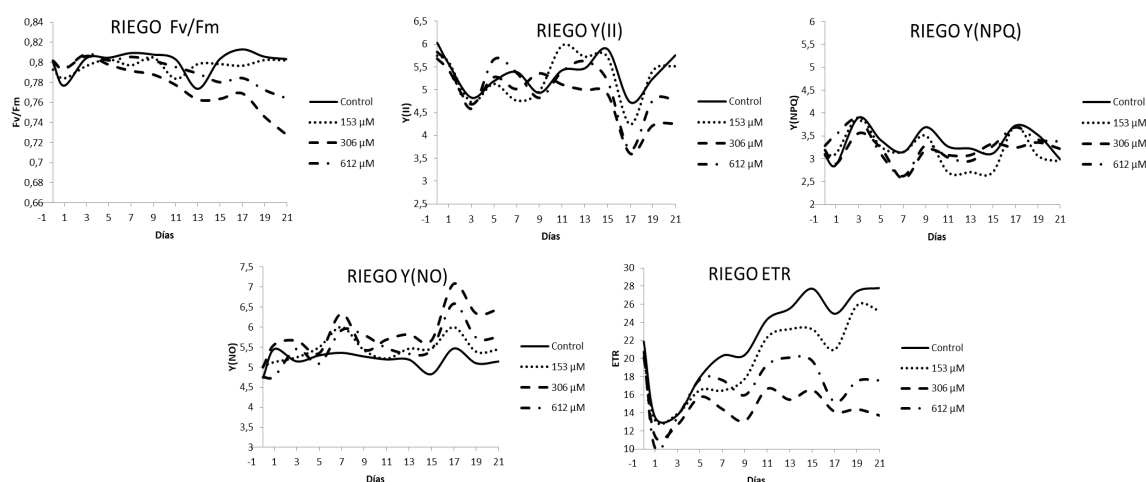 RIEGO Fv/Fm
0,84
0,82
0,8
0,78
0,76
0,74
0,72
0,7
0,68
0,66
Fv/Fm
-1 1 3 5 7 9 11 13 15 17 19 21
Días
Control
153 µM
306 µM
612 µM
RIEGO Y(II)
6,5
6
5,5
5
4,5
4
3,5
3
2,5
Y(II)
-1 1 3 5 7 9 11 13 15 17 19 21
Días
Control
153 µM
306 µM
612 µM
RIEGO Y(NPQ)
6
5,5
5
4,5
4
3,5
3
2,5
2
Y(NPQ)
-1 1 3 5 7 9 11 13 15 17 19 21
Días
Control
153 µM
306 µM
612 µM
RIEGO Y(NO)
7,5
7
6,5
6
5,5
5
4,5
4
3,5
3
Y(NO)
-1 1 3 5 7 9 11 13 15 17 19 21
Días
Control
153 µM
306 µM
612 µM
RIEGO ETR
30
28
26
24
22
20
18
16
14
12
10
ETR
-1 1 3 5 7 9 11 13 15 17 19 21
Días
Control
153 µM
306 µM
612 µM